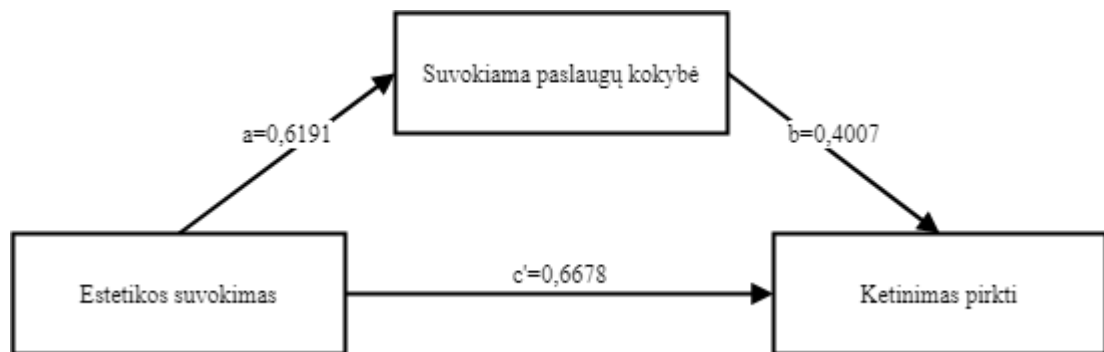 Suvokiama paslaugų kokybė
a=0,6191
b=0,4007
Estetikos suvokimas
c'=0,6678
Ketinimas pirkti